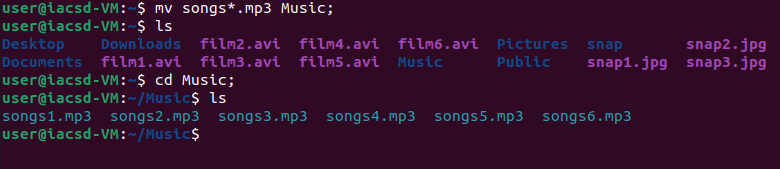 user@iacsd-VM:~$ mv songs*.mp3 Music;
user@iacsd-VM:~$ ls
Desktop    Downloads  film2.avi  film4.avi  film6.avi  Pictures  snap       snap2.jpg
Documents  film1.avi  film3.avi  film5.avi  Music      Public    snap1.jpg  snap3.jpg
user@iacsd-VM:~$ cd Music;
user@iacsd-VM:~/Music$ ls
songs1.mp3  songs2.mp3  songs3.mp3  songs4.mp3  songs5.mp3  songs6.mp3
user@iacsd-VM:~/Music$